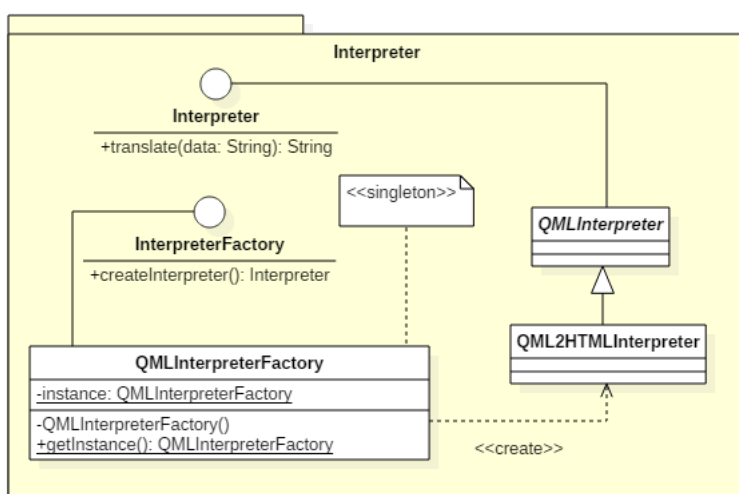 Interpreter
Interpreter
+translate(data: String): String
<<singleton>>
QMLInterpreter
InterpreterFactory
+createInterpreter(): Interpreter
QML2HTMLInterpreter
QMLInterpreterFactory
-instance: QMLInterpreterFactory
-QMLInterpreterFactory()
+getInstance(): QMLInterpreterFactory
<<create>>